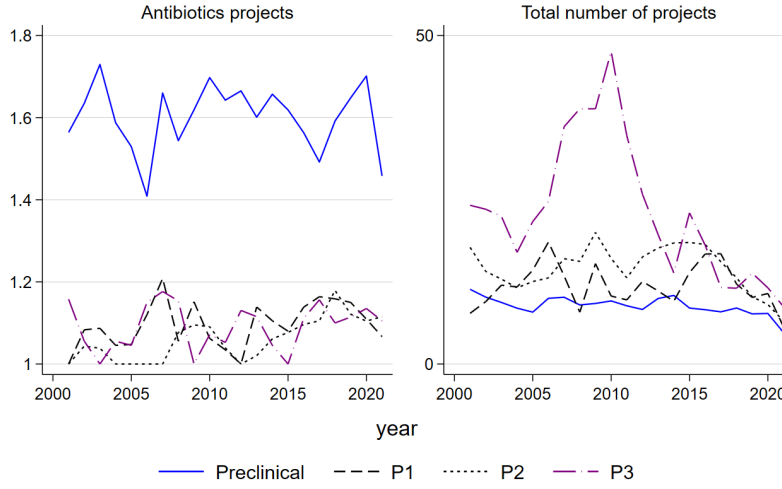 Antibiotics projects
1.8
1.6
1.4
1.2
1
2000 2005 2010 2015 2020
Total number of projects
50
0
2000 2005 2010 2015 2020
year
Preclinical P1 P2 P3